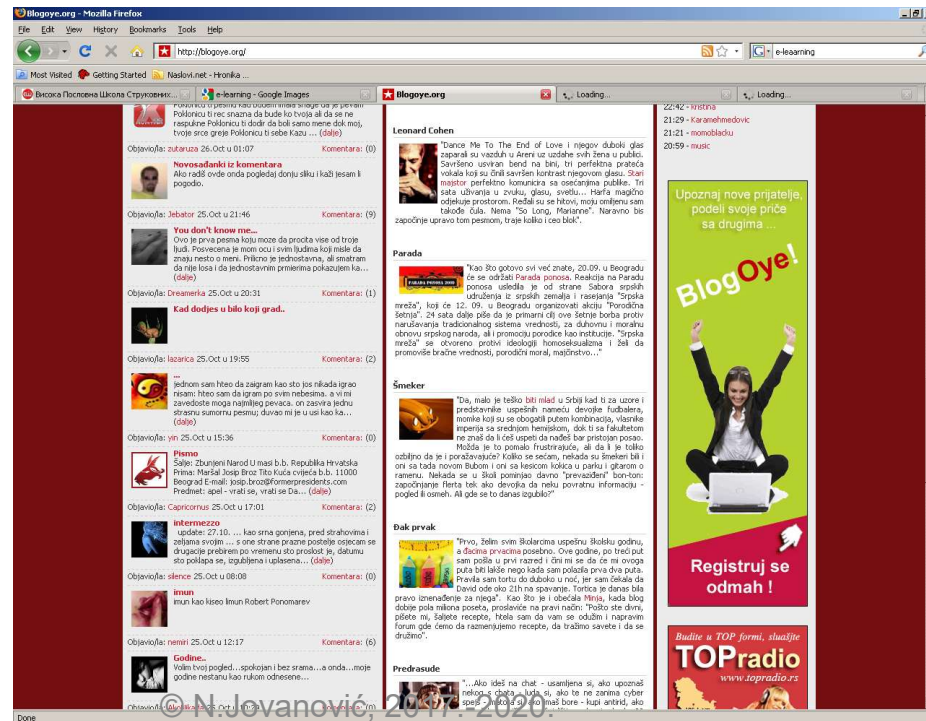 Blogoye.org - Mozilla Firefox
File Edit View History Bookmarks Tools Help
http://blogoye.org/
e-leaarning
Most Visited Getting Started Naslovi.net - Hronika ...
Висока Пословна Школа Струковних...
e-learning - Google Images
Blogoye.org
Loading...
Loading...
Poklonicu ti rec snazna da bude ko tvoja ali da se ne
raspukne Poklonicu ti dodir da boli samo mene dok moj,
tvoje srce greje Poklonicu ti sebe Kazu ... (dalje)
Objavio/la: zutaruza 26.Oct u 01:07 Komentara: (0)
Novosađanki iz komentara
Ako radiš ovde onda pogledaj donju sliku i kaži jesam li
pogodio.
Objavio/la: Jebator 25.Oct u 21:46 Komentara: (9)
You don't know me...
Ovo je prva pesma koju moze da procita vise od troje
ljudi. Posvecena je mom ocu i svim ljudima koji misle da
znaju nesto o meni. Prilicno je jednostavna, ali smatram
da nije losa i da jednostavnim prmierima pokazujem ka...
(dalje)
Objavio/la: Dreamerka 25.Oct u 20:31 Komentara: (1)
Kad dodjes u bilo koji grad..
Objavio/la: lazarica 25.Oct u 19:55 Komentara: (2)
...
jednom sam hteo da zaigram kao sto jos nikada igrao
nisam: hteo sam da igram po svim nebesima. a vi mi
zavedoste moga najmilijeg pevaca. on zasvira jednu
strasnu sumornu pesmu; duvao mi je u usi kao ka...
(dalje)
Objavio/la: yin 25.Oct u 15:36 Komentara: (0)
Pismo
Šalje: Zbunjeni Narod U masi b.b. Republika Hrvatska
Prima: Maršal Josip Broz Tito Kuća cvijeća b.b. 11000
Beograd E-mail: josip.broz@formerpresidents.com
Predmet: apel - vrati se, vrati se Da... (dalje)
Objavio/la: Capricornus 25.Oct u 17:01 Komentara: (2)
intermezzo
update: 27.10. ... kao srna gonjena, pred strahovima i
zeljama svojim ... s one strane prazne postelje osjecam se
drugacije prebirem po vremenu sto proslost je, datumu
sto poklapa se, izgubljena i uplasena... (dalje)
Objavio/la: silence 25.Oct u 08:08 Komentara: (0)
imun
imun kao kiseo limun Robert Ponomarev
Objavio/la: nemiri 25.Oct u 12:17 Komentara: (6)
Godine..
Volim tvoj pogled...spokojan i bez srama...a onda...moje
godine nestanu kao rukom odnesene...
Leonard Cohen
"Dance Me To The End of Love i njegov duboki glas
zaparali su vazduh u Areni uz uzdahe svih žena u publici.
Savršeno usviran bend na bini, tri perfektna prateća
vokala koji su činili savršen kontrast njegovom glasu. Stari
majstor perfektno komunicira sa osećanjima publike. Tri
sata uživanja u zvuku, glasu, svetlu... Harfa magično
odjekuje prostorom. Ređali su se hitovi, moju omiljenu sam
takođe čula. Nema "So Long, Marianne". Naravno bis
započinje upravo tom pesmom, traje koliko i ceo blok".
Parada
"Kao što gotovo svi već znate, 20.09. u Beogradu
će se održati Parada ponosa. Reakcija na Paradu
ponosa usledila je od strane Sabora srpskih
udruženja iz srpskih zemalja i rasejanja "Srpska
mreža", koji će 12. 09. u Beogradu organizovati akciju "Porodična
šetnja". 24 sata dalje piše da je primarni cilj ove šetnje borba protiv
narušavanja tradicionalnog sistema vrednosti, za duhovnu i moralnu
obnovu srpskog naroda, ali i promociju porodice kao institucije. "Srpska
mreža" se otvoreno protivi ideologiji homoseksualizma i želi da
promoviše bračne vrednosti, porodični moral, majčinstvo..."
Šmeker
"Da, malo je teško biti mlad u Srbiji kad ti za uzore i
predstavnike uspešnih nameću devojke fudbalera,
momke koji su se obogatili putem kombinacija, vlasnike
imperija sa srednjom hemijskom, dok ti sa fakultetom
ne znaš da li ćeš uspeti da nađeš bar pristojan posao.
Možda je to pomalo frustrirajuće, ali da li je toliko
ozbiljno da je i poražavajuće? Koliko se sećam, nekada su šmekeri bili i
oni sa tada novom Bubom i oni sa kesicom kokica u parku i gitarom o
ramenu. Nekada se u školi pominjao davno "prevaziđeni" bon-ton:
započinjanje flerta tek ako devojka da neku povratnu informaciju -
pogled ili osmeh. Ali gde se to danas izgubilo?"
Đak prvak
"Prvo, želim svim školarcima uspešnu školsku godinu,
a đacima prvacima posebno. Ove godine, po treći put
sam pošla u prvi razred i čini mi se da će mi ovoga
puta biti lakše nego kada sam polazila prva dva puta.
Pravila sam tortu do duboko u noć, jer sam čekala da
David ode oko 21h na spavanje. Tortica je danas bila
pravo iznenađenje za njega". Kao što je i obećala Minja, kada blog
dobije pola miliona poseta, proslaviće na pravi način: "Pošto ste divni,
pišete mi, šaljete recepte, htela sam da vam se odužim i napravim
forum gde ćemo da razmenjujemo recepte, da tražimo savete i da se
družimo".
Predrasude
"...Ako ideš na chat - usamljena si, ako upoznaš
nekog s chata - luda si, ako te ne zanima cyber
22:42 - kristina
21:29 - Karamehmedovic
21:21 - momoblacku
20:59 - music
Upoznaj nove prijatelje,
podeli svoje priče
sa drugima ...
BlogOye!
Registruj se
odmah !
Budite u TOP formi, slušajte
TOPradio
www.topradio.rs
© N.Jovanović, 2017.-2020.
Done